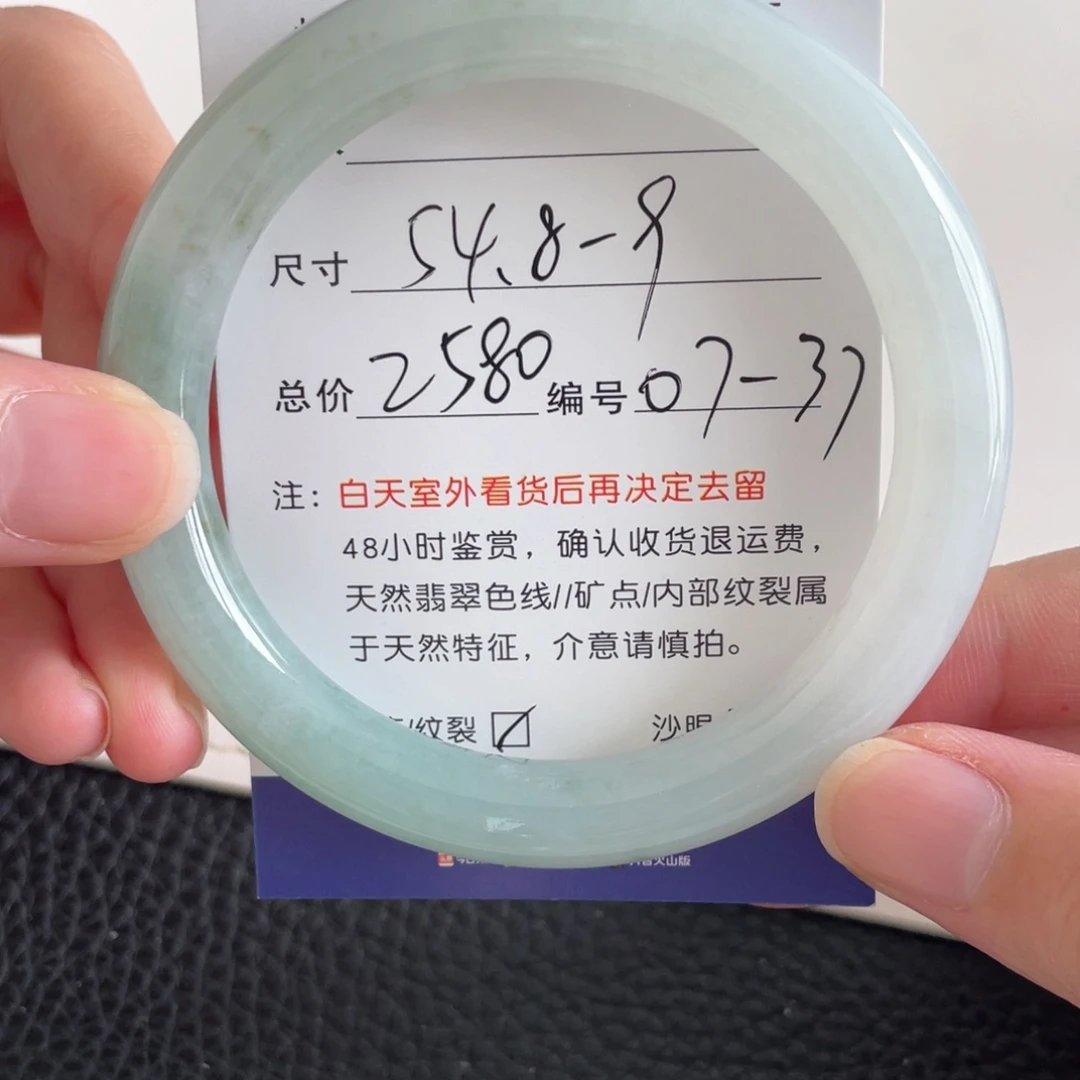 尺寸 54.8-9
总价 2580 编号 07-37
注：白天室外看货后再决定去留
48小时鉴赏，确认收货退运费，
天然翡翠色线//矿点/内部纹裂属
于天然特征，介意请慎拍。
/纹裂 ☑ 沙眼
火山版